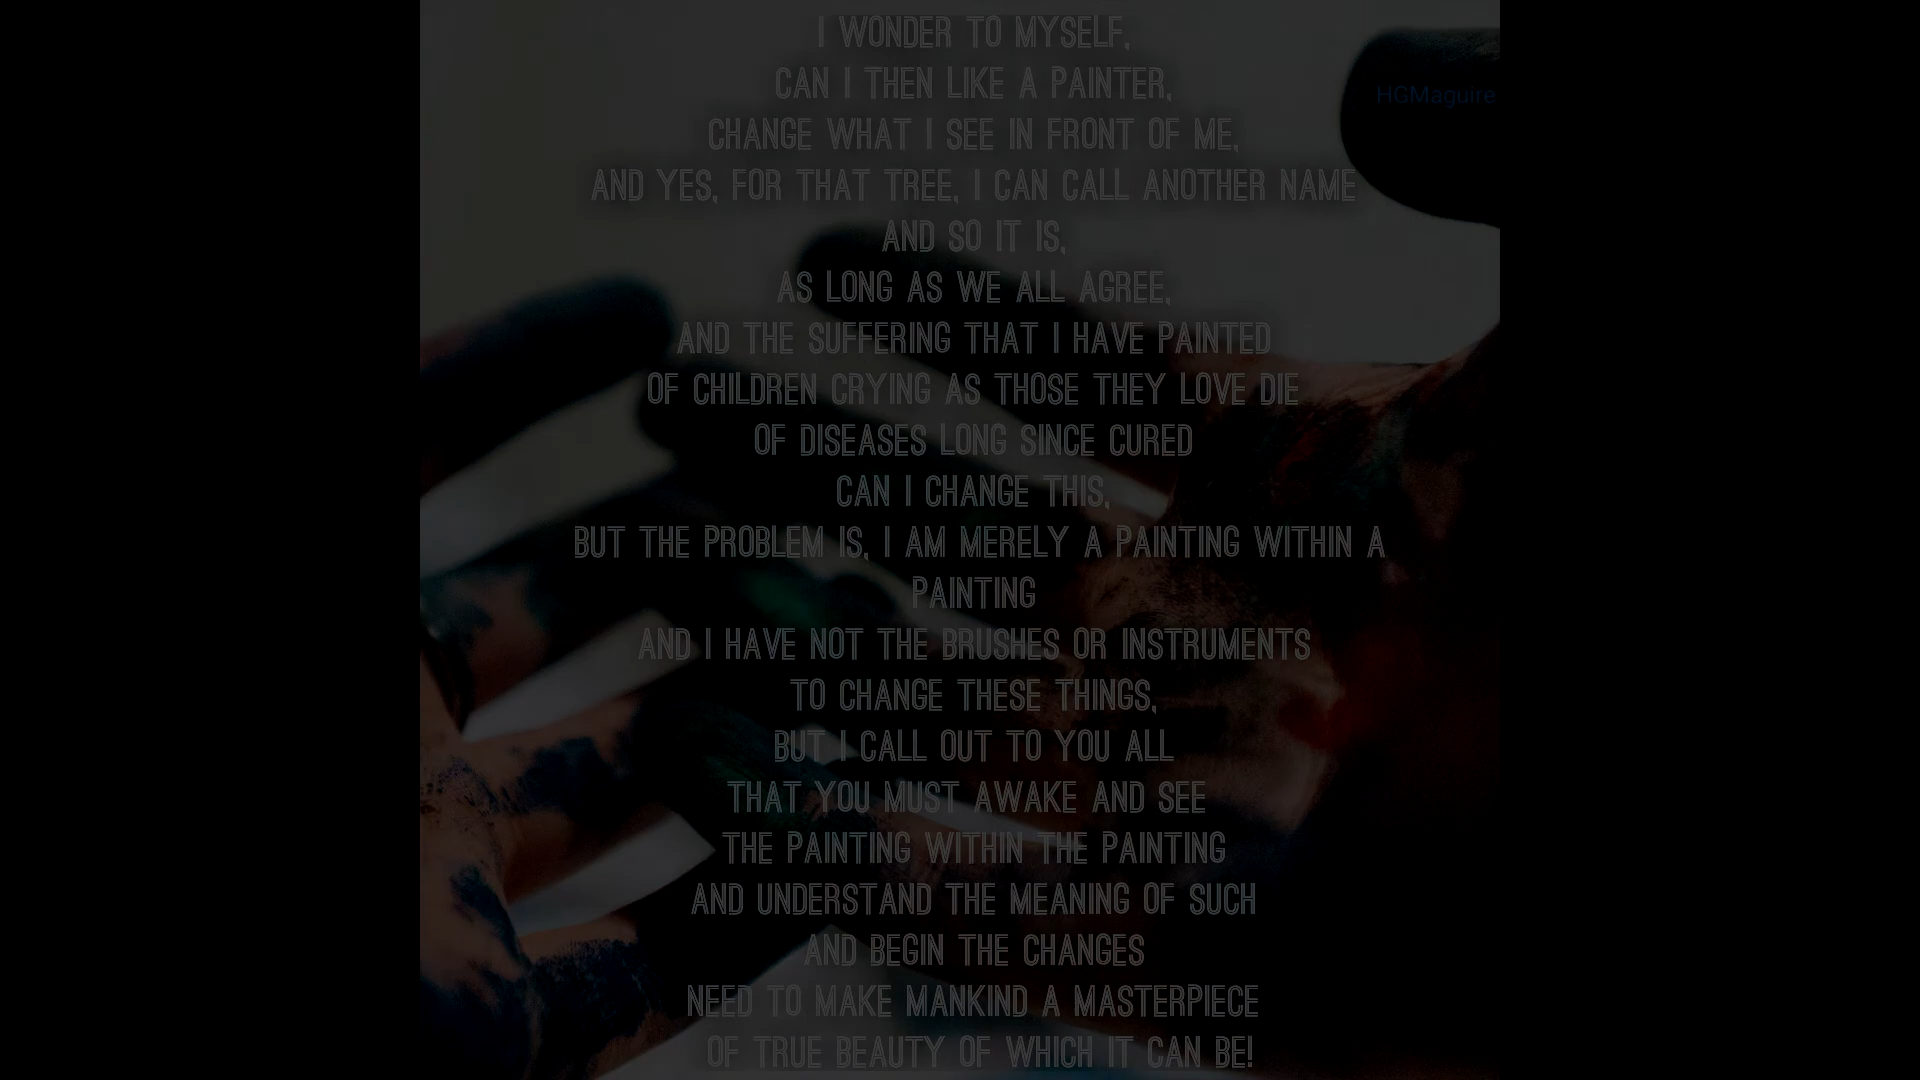 I WONDER TO MYSELF,
CAN I THEN LIKE A PAINTER,
HGMaguire
CHANGE WHAT I SEE IN FRONT OF ME,
AND YES, FOR THAT TREE, I CAN CALL ANOTHER NAME
AND SO IT IS,
AS LONG AS WE ALL AGREE,
AND THE SUFFERING THAT I HAVE PAINTED
OF CHILDREN CRYING AS THOSE THEY LOVE DIE
OF DISEASES LONG SINCE CURED
CAN I CHANGE THIS,
BUT THE PROBLEM IS, I AM MERELY A PAINTING WITHIN A
PAINTING
AND I HAVE NOT THE BRUSHES OR INSTRUMENTS
TO CHANGE THESE THINGS,
BUT I CALL OUT TO YOU ALL
THAT YOU MUST AWAKE AND SEE
THE PAINTING WITHIN THE PAINTING
AND UNDERSTAND THE MEANING OF SUCH
AND BEGIN THE CHANGES
NEED TO MAKE MANKIND A MASTERPIECE
OF TRUE BEAUTY OF WHICH IT CAN BE!